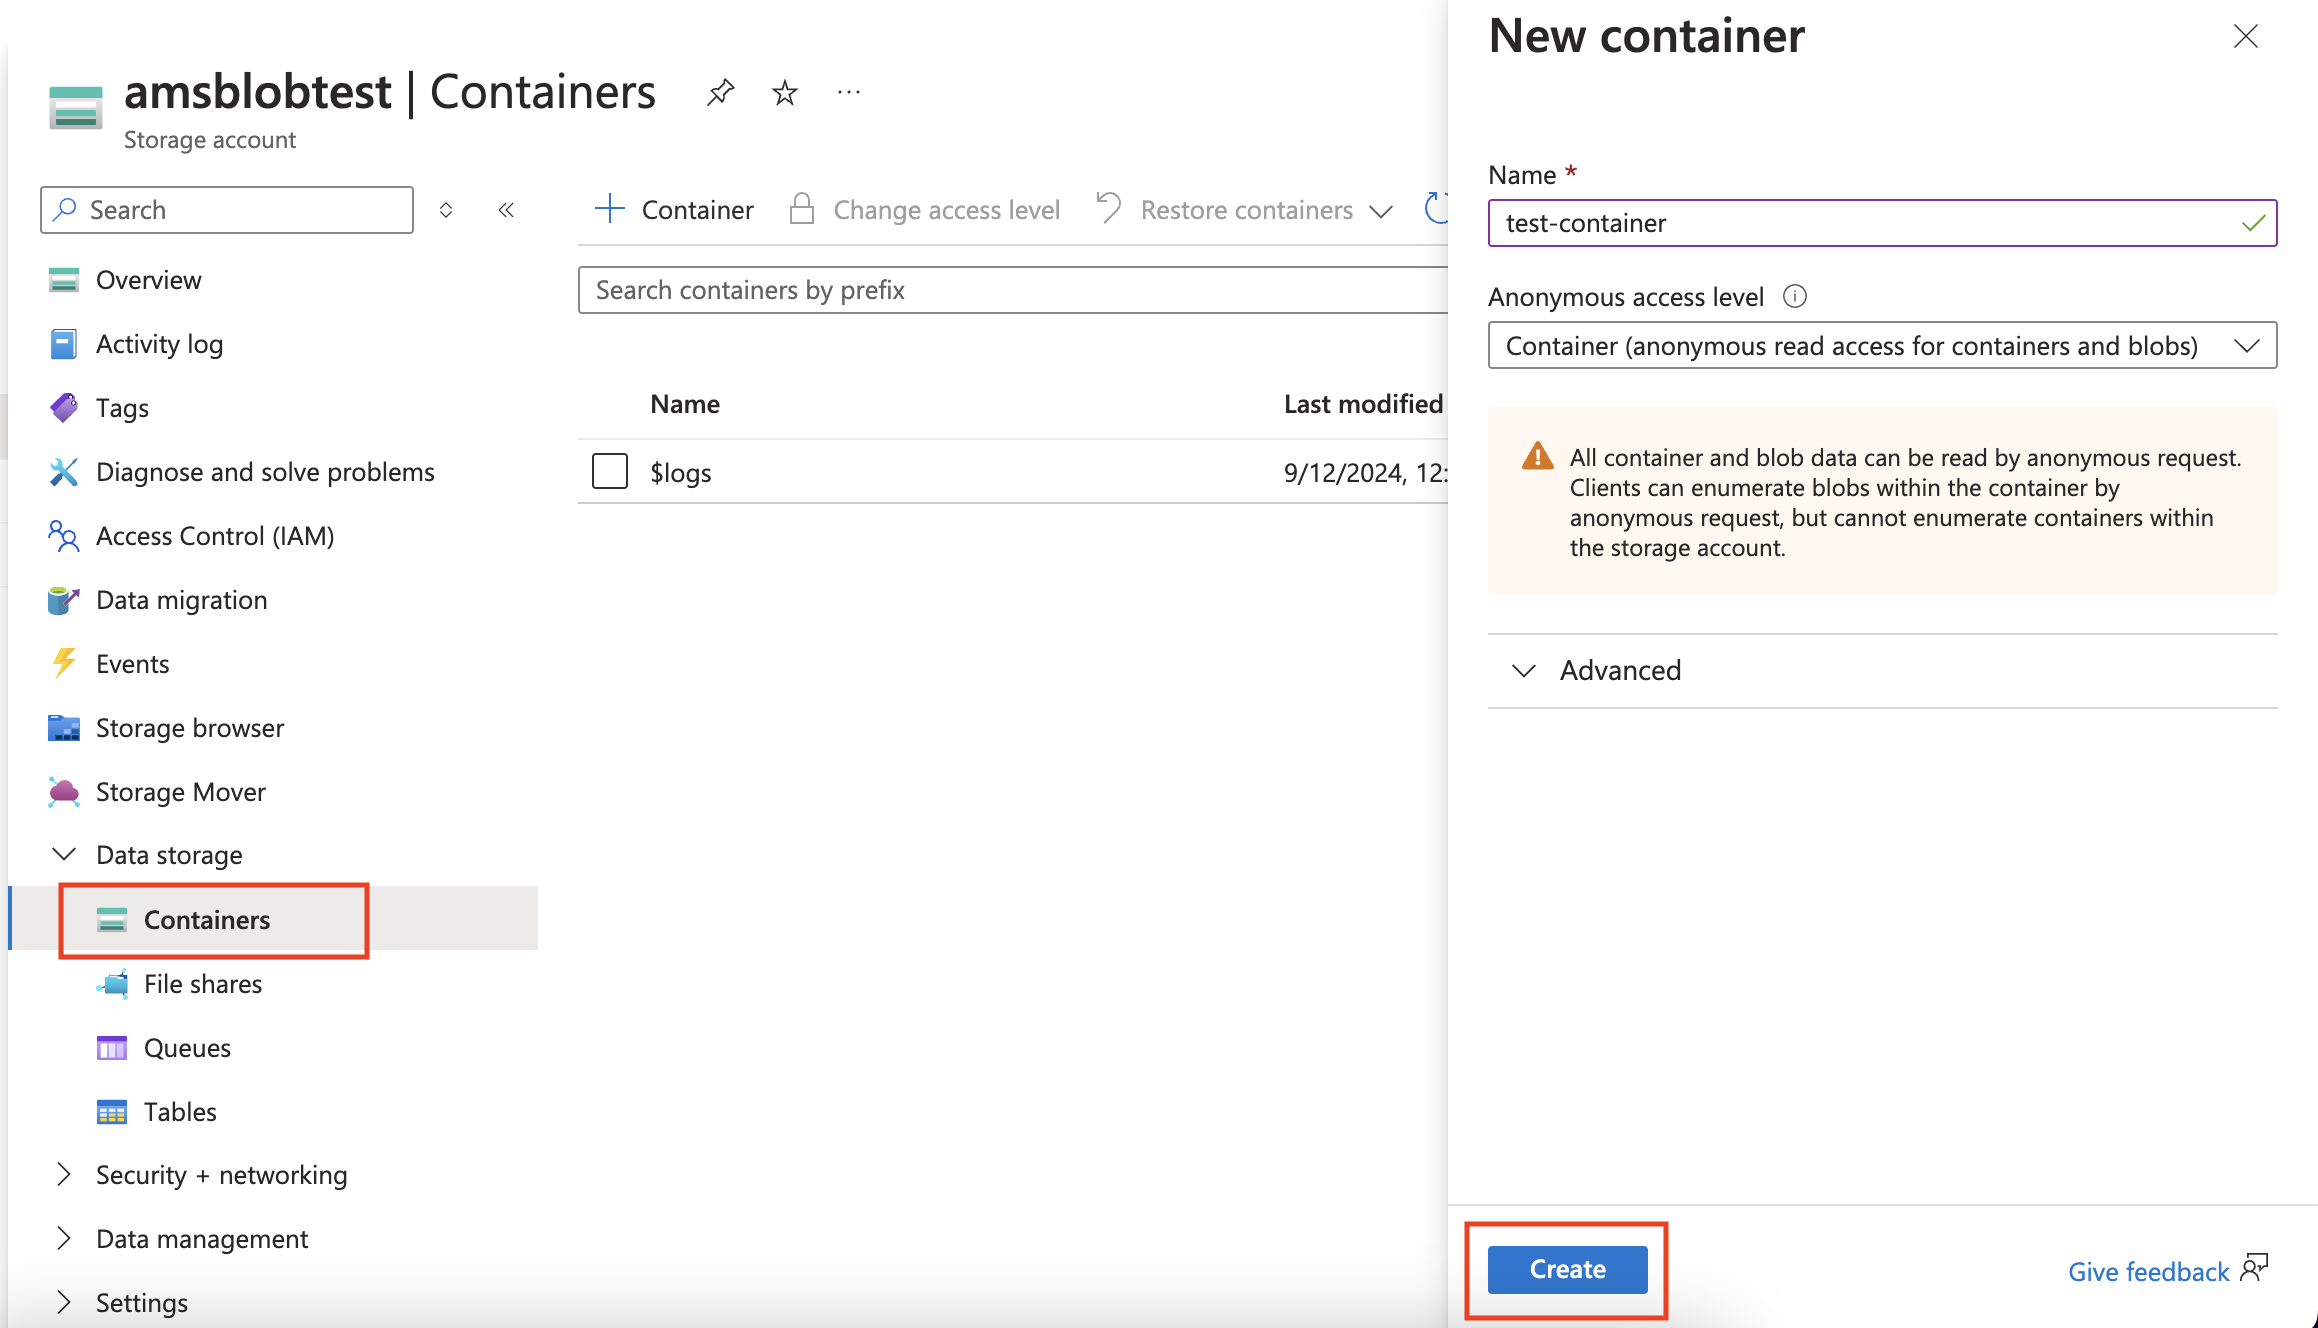 amsblobtest | Containers
Storage account
Search
Overview
Activity log
Tags
Diagnose and solve problems
Access Control (IAM)
Data migration
Events
Storage browser
Storage Mover
Data storage
Containers
File shares
Queues
Tables
Security + networking
Data management
Settings
Container
Change access level
Restore containers
Search containers by prefix
Name
Last modified
$logs
9/12/2024, 12:
New container
Name *
test-container
Anonymous access level
Container (anonymous read access for containers and blobs)
All container and blob data can be read by anonymous request.
Clients can enumerate blobs within the container by
anonymous request, but cannot enumerate containers within
the storage account.
Advanced
Create
Give feedback